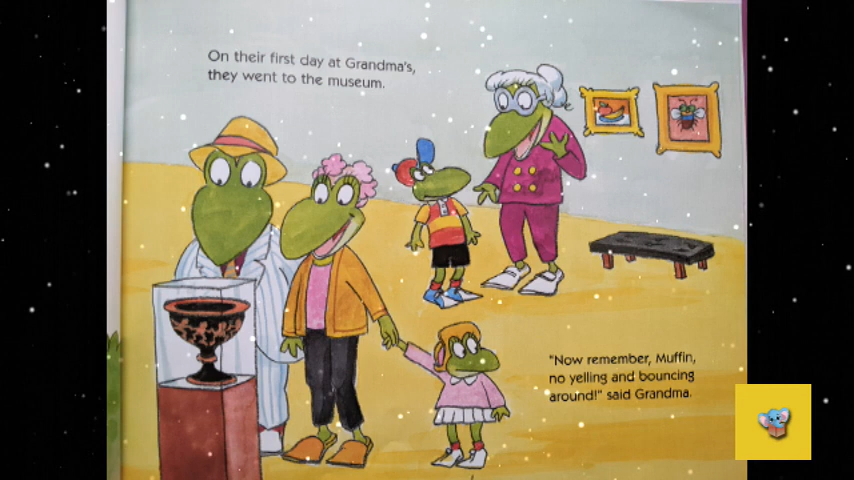 On their first day at Grandma's,
they went to the museum.
"Now remember, Muffin,
no yelling and bouncing
around!" said Grandma.